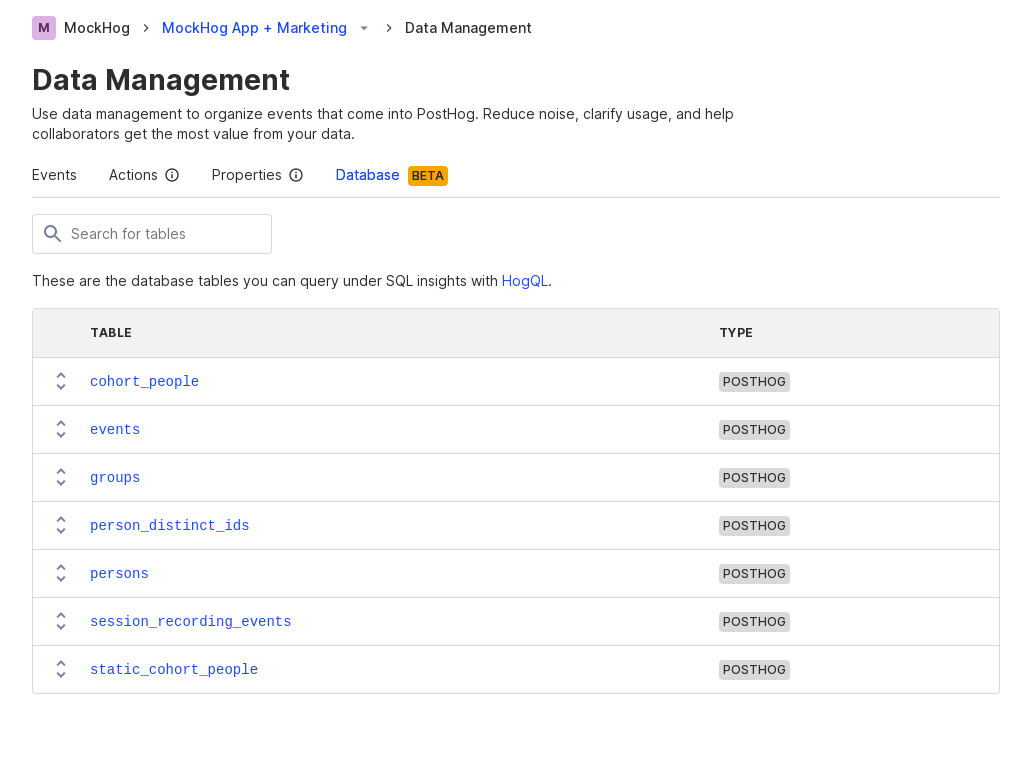 M MockHog MockHog App + Marketing Data Management
Data Management
Use data management to organize events that come into PostHog. Reduce noise, clarify usage, and help
collaborators get the most value from your data.
Events Actions Properties Database BETA
Search for tables
These are the database tables you can query under SQL insights with HogQL.
TABLE TYPE
cohort_people POSTHOG
events POSTHOG
groups POSTHOG
person_distinct_ids POSTHOG
persons POSTHOG
session_recording_events POSTHOG
static_cohort_people POSTHOG